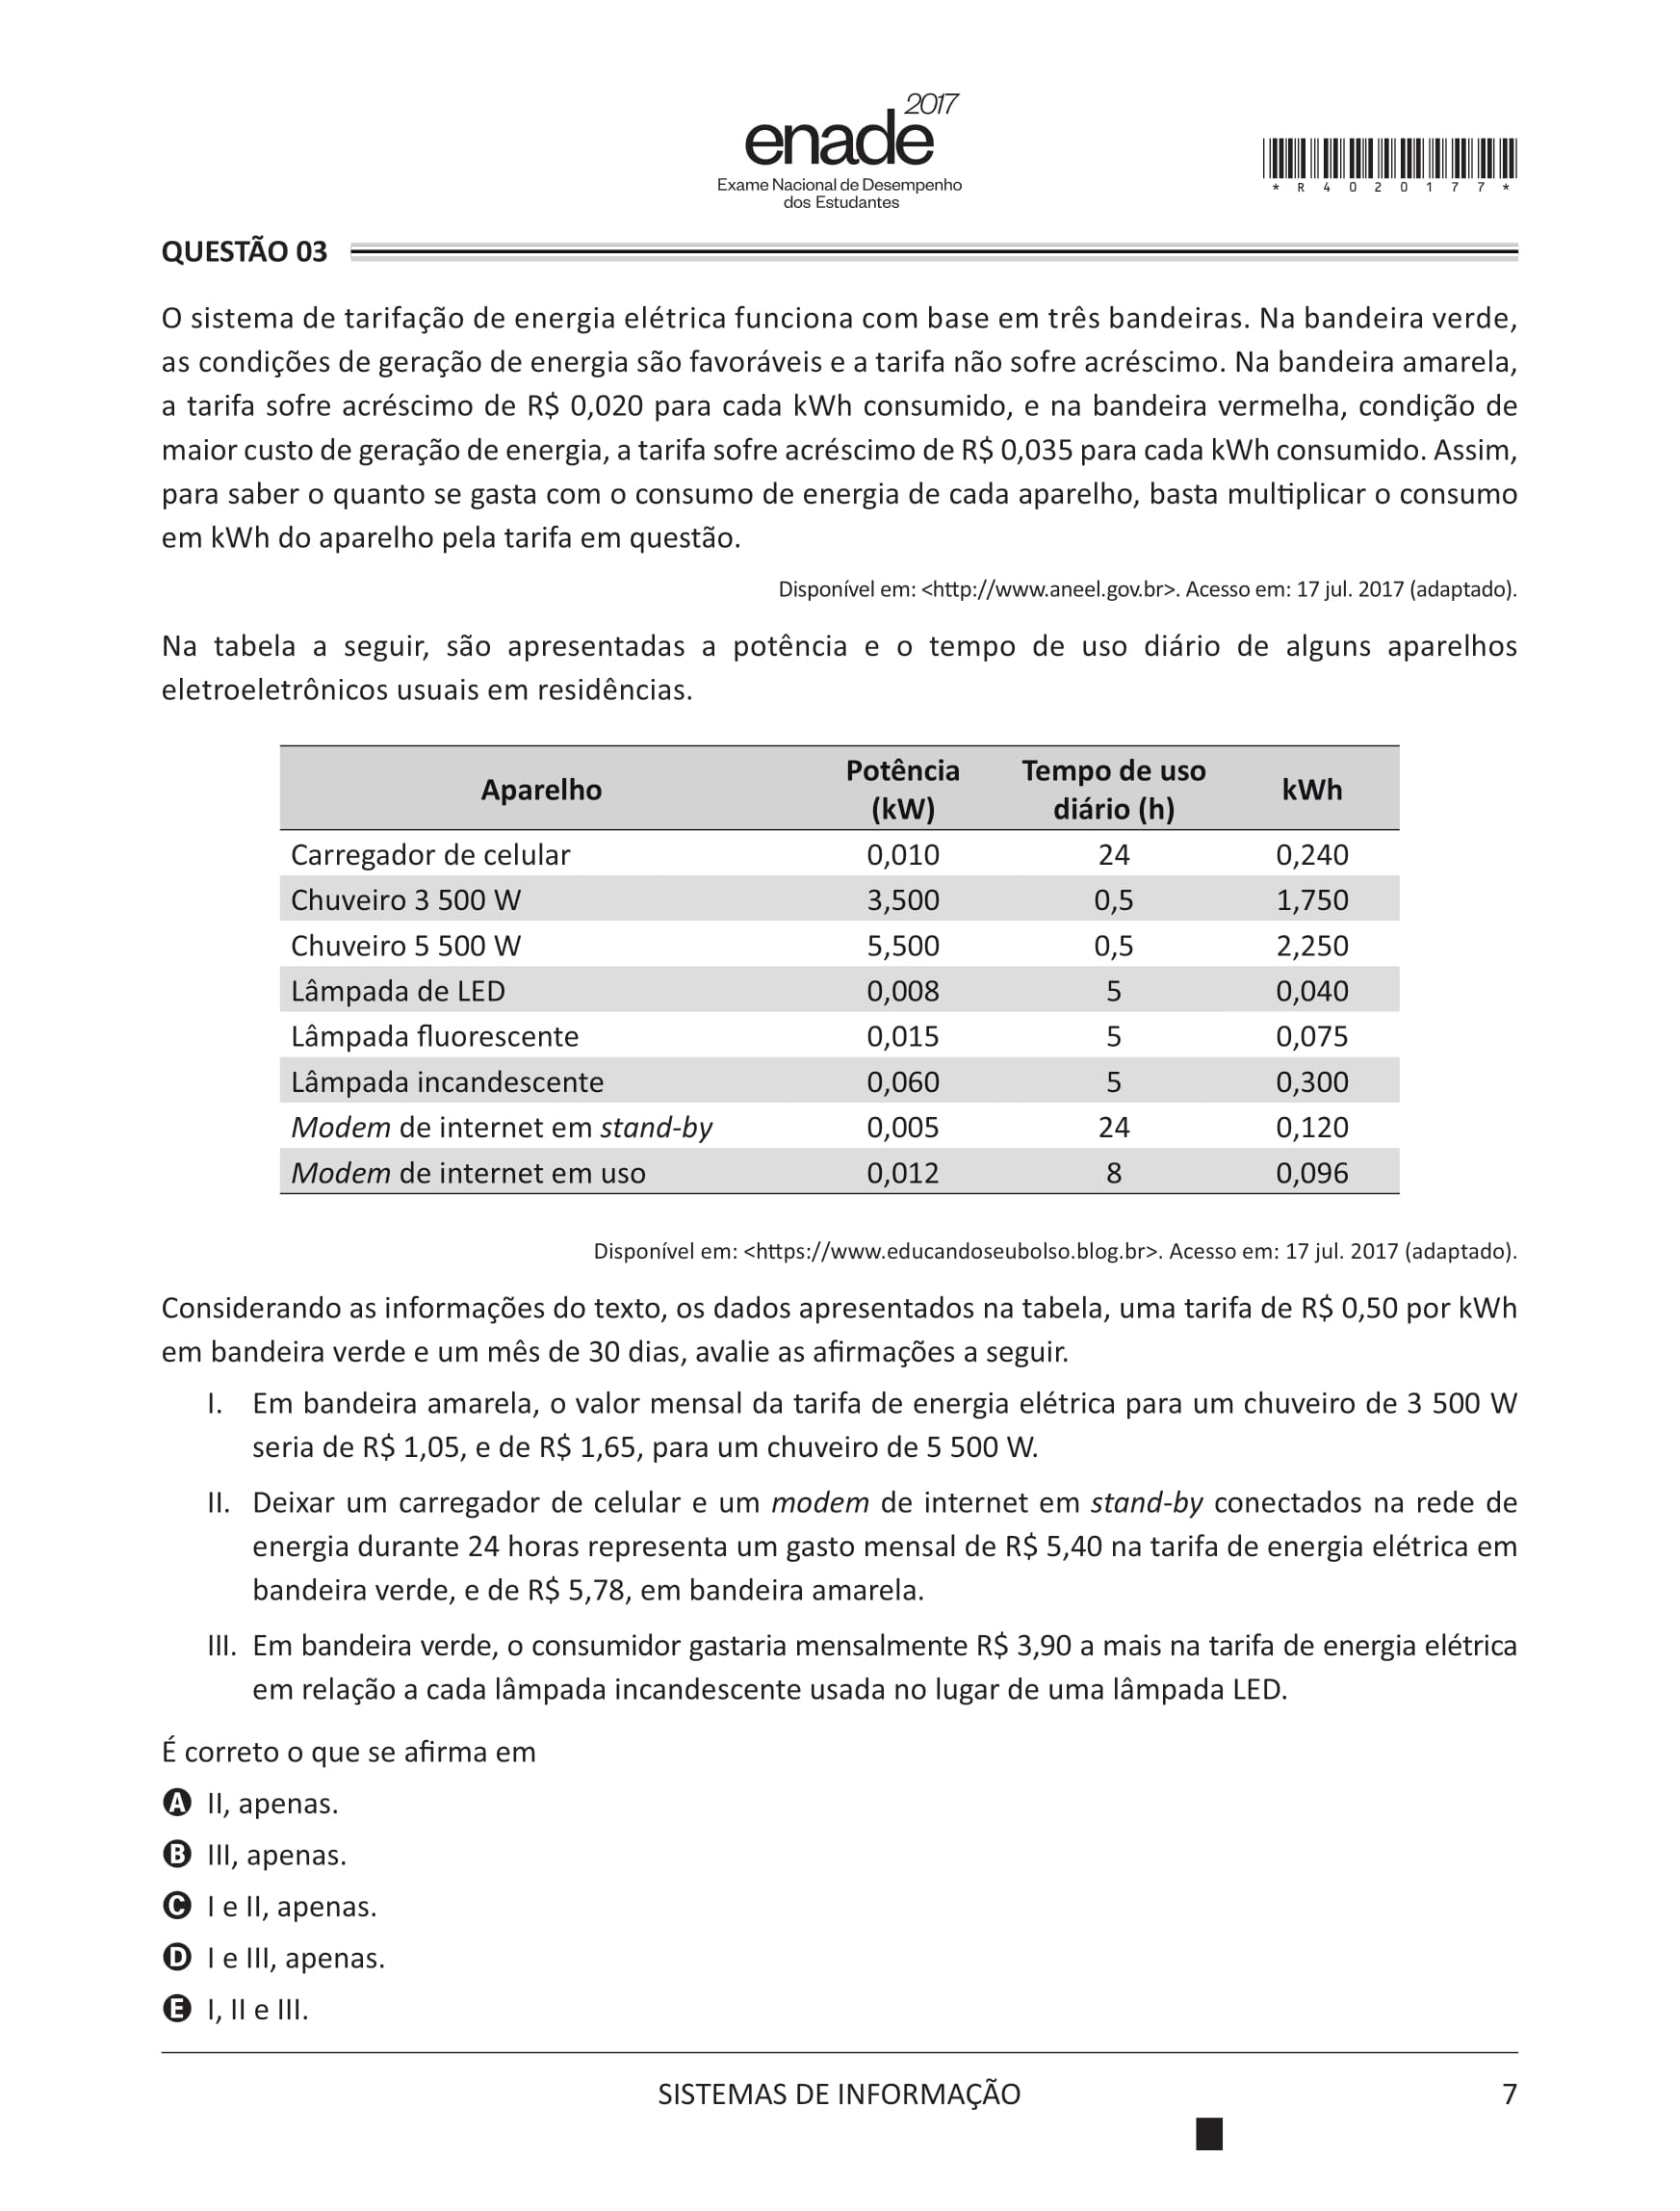 2017
enade
Exame Nacional de Desempenho
dos Estudantes
* R 4 0 2 0 1 7 7 *
QUESTÃO 03
O sistema de tarifação de energia elétrica funciona com base em três bandeiras. Na bandeira verde,
as condições de geração de energia são favoráveis e a tarifa não sofre acréscimo. Na bandeira amarela,
a tarifa sofre acréscimo de R$ 0,020 para cada kWh consumido, e na bandeira vermelha, condição de
maior custo de geração de energia, a tarifa sofre acréscimo de R$ 0,035 para cada kWh consumido. Assim,
para saber o quanto se gasta com o consumo de energia de cada aparelho, basta multiplicar o consumo
em kWh do aparelho pela tarifa em questão.
Disponível em: <http://www.aneel.gov.br>. Acesso em: 17 jul. 2017 (adaptado).
Na tabela a seguir, são apresentadas a potência e o tempo de uso diário de alguns aparelhos
eletroeletrônicos usuais em residências.
Aparelho Potência (kW) Tempo de uso diário (h) kWh
Carregador de celular 0,010 24 0,240
Chuveiro 3 500 W 3,500 0,5 1,750
Chuveiro 5 500 W 5,500 0,5 2,250
Lâmpada de LED 0,008 5 0,040
Lâmpada fluorescente 0,015 5 0,075
Lâmpada incandescente 0,060 5 0,300
Modem de internet em stand-by 0,005 24 0,120
Modem de internet em uso 0,012 8 0,096
Disponível em: <https://www.educandoseubolso.blog.br>. Acesso em: 17 jul. 2017 (adaptado).
Considerando as informações do texto, os dados apresentados na tabela, uma tarifa de R$ 0,50 por kWh
em bandeira verde e um mês de 30 dias, avalie as afirmações a seguir.
I. Em bandeira amarela, o valor mensal da tarifa de energia elétrica para um chuveiro de 3 500 W
seria de R$ 1,05, e de R$ 1,65, para um chuveiro de 5 500 W.
II. Deixar um carregador de celular e um modem de internet em stand-by conectados na rede de
energia durante 24 horas representa um gasto mensal de R$ 5,40 na tarifa de energia elétrica em
bandeira verde, e de R$ 5,78, em bandeira amarela.
III. Em bandeira verde, o consumidor gastaria mensalmente R$ 3,90 a mais na tarifa de energia elétrica
em relação a cada lâmpada incandescente usada no lugar de uma lâmpada LED.
É correto o que se afirma em
A II, apenas.
B III, apenas.
C I e II, apenas.
D I e III, apenas.
E I, II e III.
SISTEMAS DE INFORMAÇÃO 7